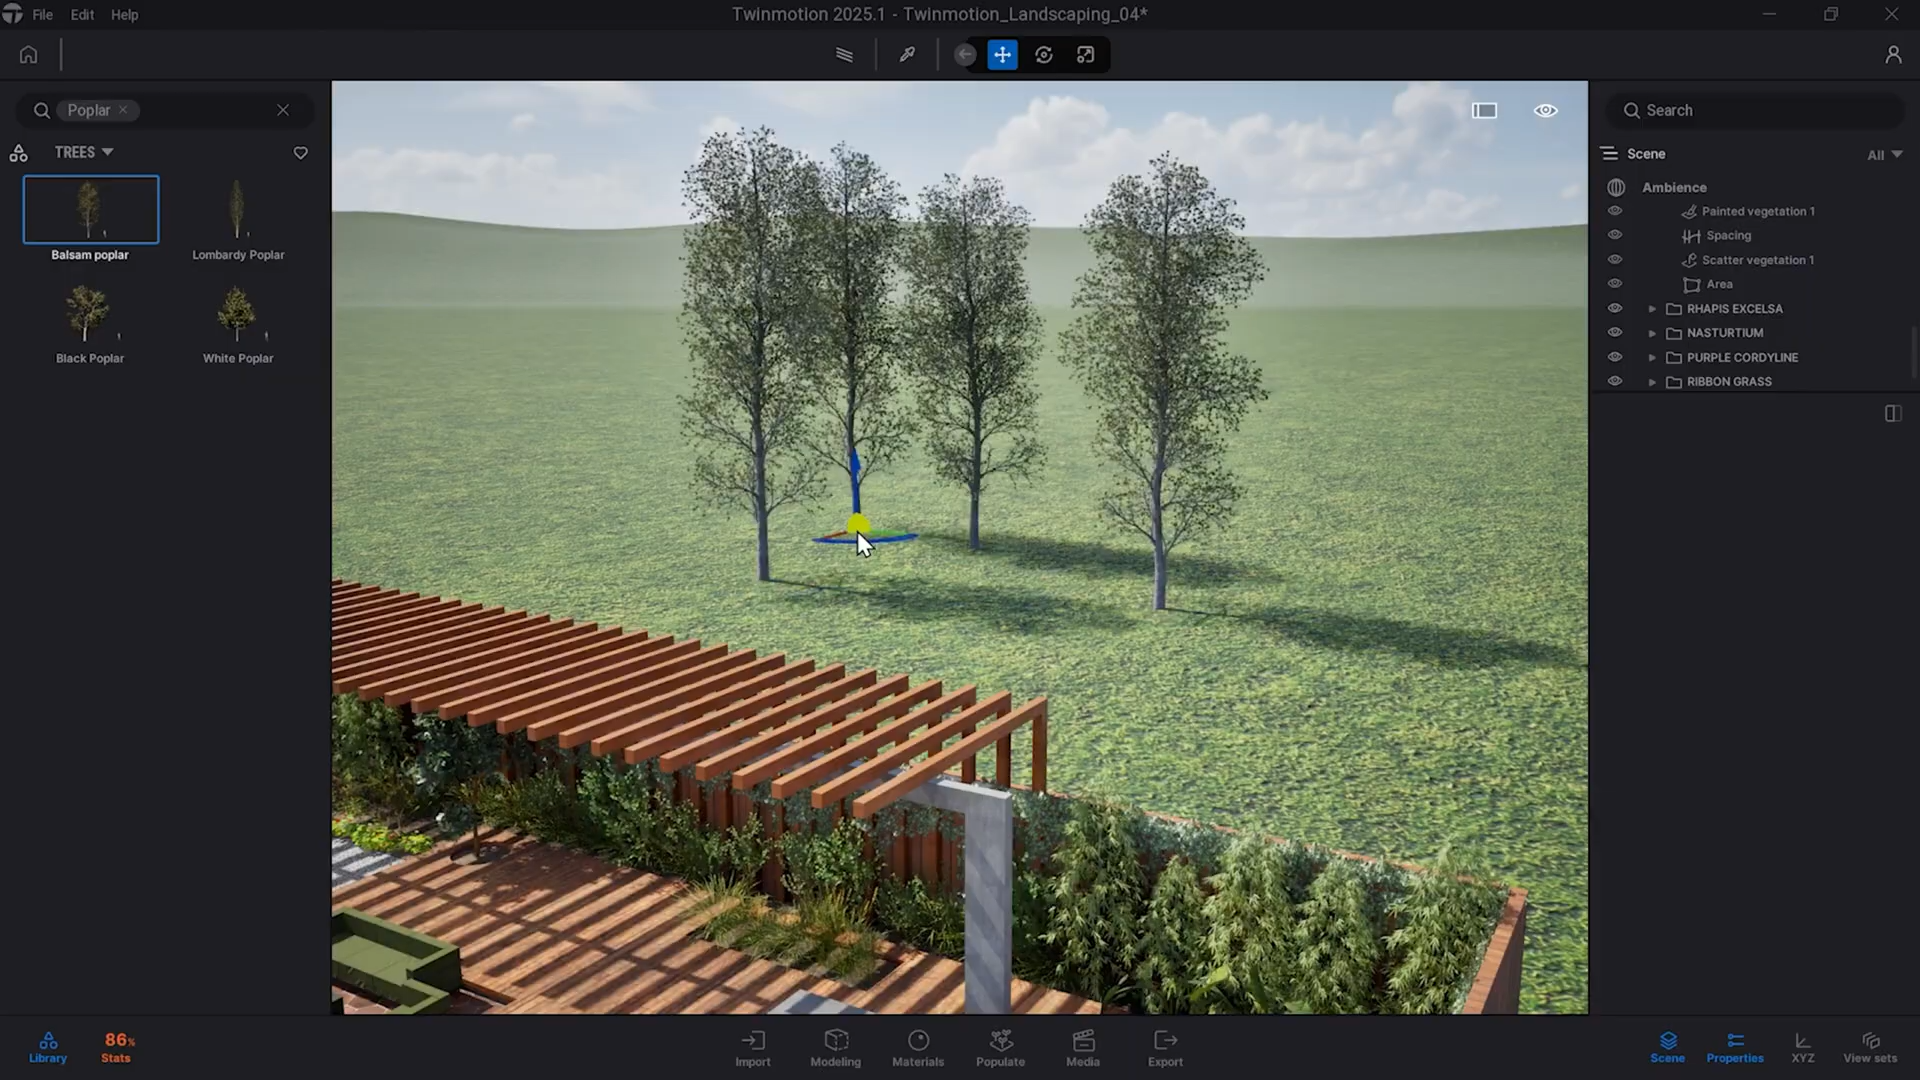 File Edit Help
Twinmotion 2025.1 - Twinmotion_Landscaping_04*
Poplar
TREES
Balsam poplar
Lombardy Poplar
Black Poplar
White Poplar
Search
Scene
All
Ambience
Painted vegetation 1
Spacing
Scatter vegetation 1
Area
RHAPIS EXCELSA
NASTURTIUM
PURPLE CORDYLINE
RIBBON GRASS
Library
86%
Stats
Import
Modeling
Materials
Populate
Media
Export
Scene
Properties
XYZ
View sets